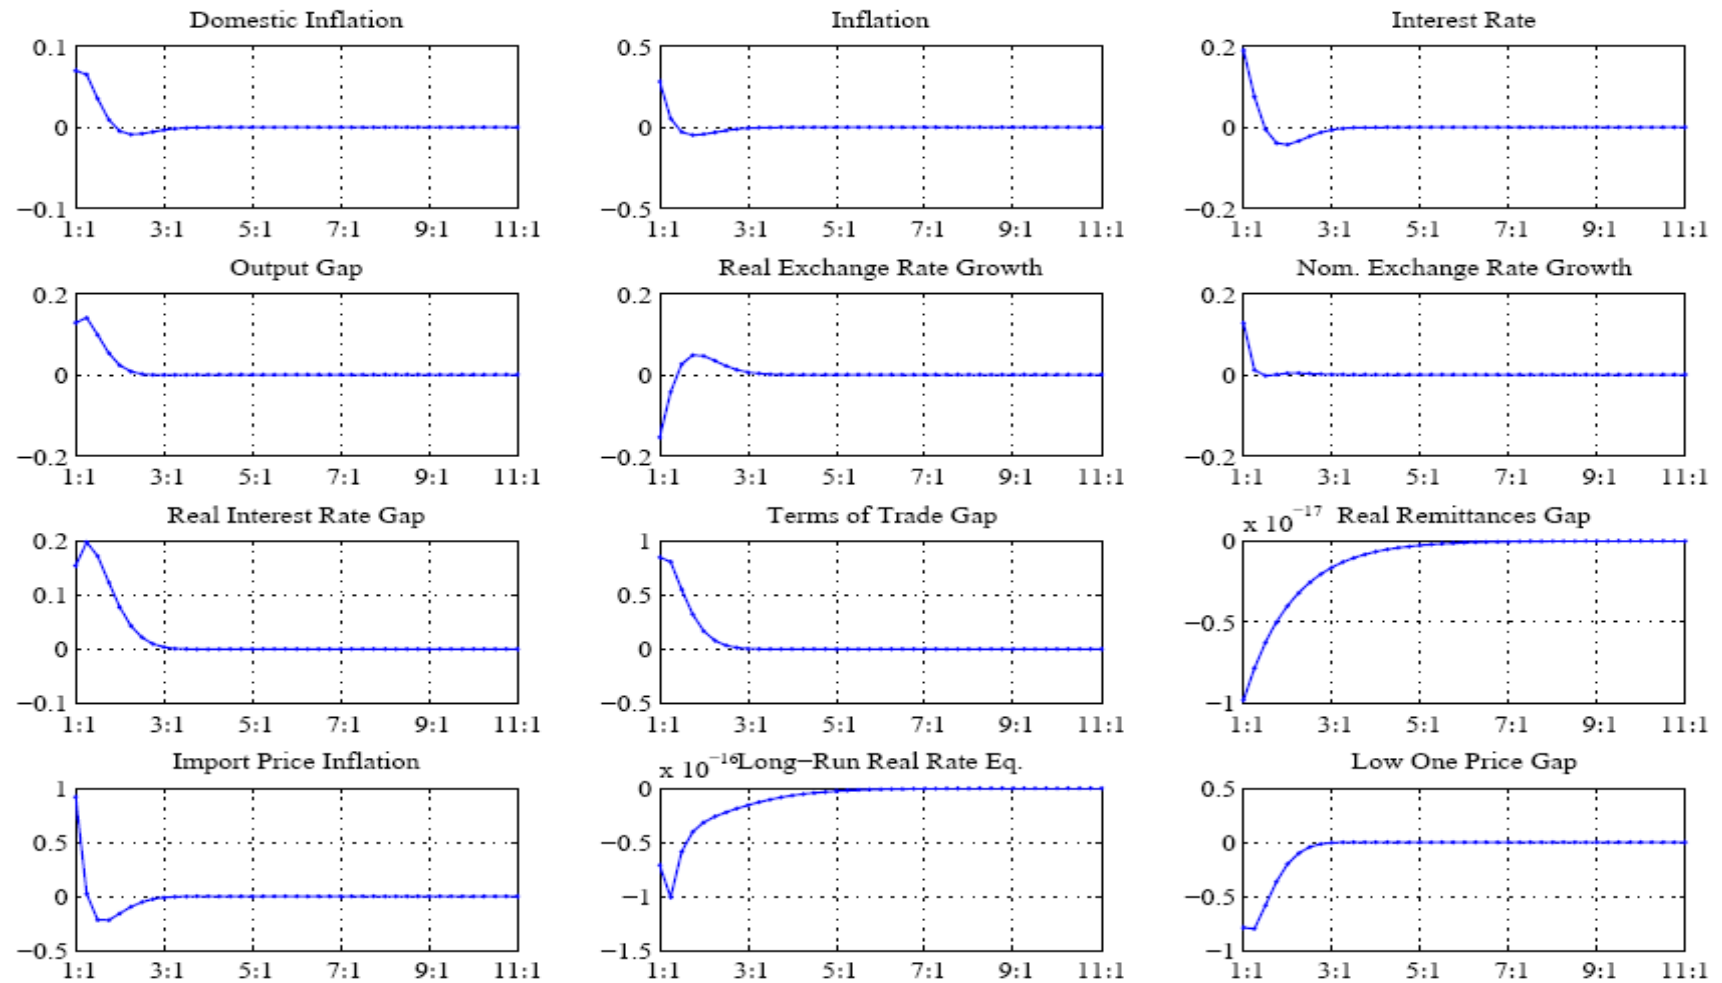 Domestic Inflation Inflation Interest Rate
0.1 0.5 0.2
0 0 0
−0.1 −0.5 −0.2
1:1 3:1 5:1 7:1 9:1 11:1 1:1 3:1 5:1 7:1 9:1 11:1 1:1 3:1 5:1 7:1 9:1 11:1
Output Gap Real Exchange Rate Growth Nom. Exchange Rate Growth
0.2 0.2 0.2
0 0 0
−0.2 −0.2 −0.2
1:1 3:1 5:1 7:1 9:1 11:1 1:1 3:1 5:1 7:1 9:1 11:1 1:1 3:1 5:1 7:1 9:1 11:1
Real Interest Rate Gap Terms of Trade Gap x 10⁻¹⁷ Real Remittances Gap
0.2 1 0
0.1 0.5
−0.5
0 0
−0.1 −0.5 −1
1:1 3:1 5:1 7:1 9:1 11:1 1:1 3:1 5:1 7:1 9:1 11:1 1:1 3:1 5:1 7:1 9:1 11:1
Import Price Inflation x 10⁻¹⁶ Long−Run Real Rate Eq. Low One Price Gap
1 0 0.5
0.5 −0.5 0
0 −1 −0.5
−0.5 −1.5 −1
1:1 3:1 5:1 7:1 9:1 11:1 1:1 3:1 5:1 7:1 9:1 11:1 1:1 3:1 5:1 7:1 9:1 11:1